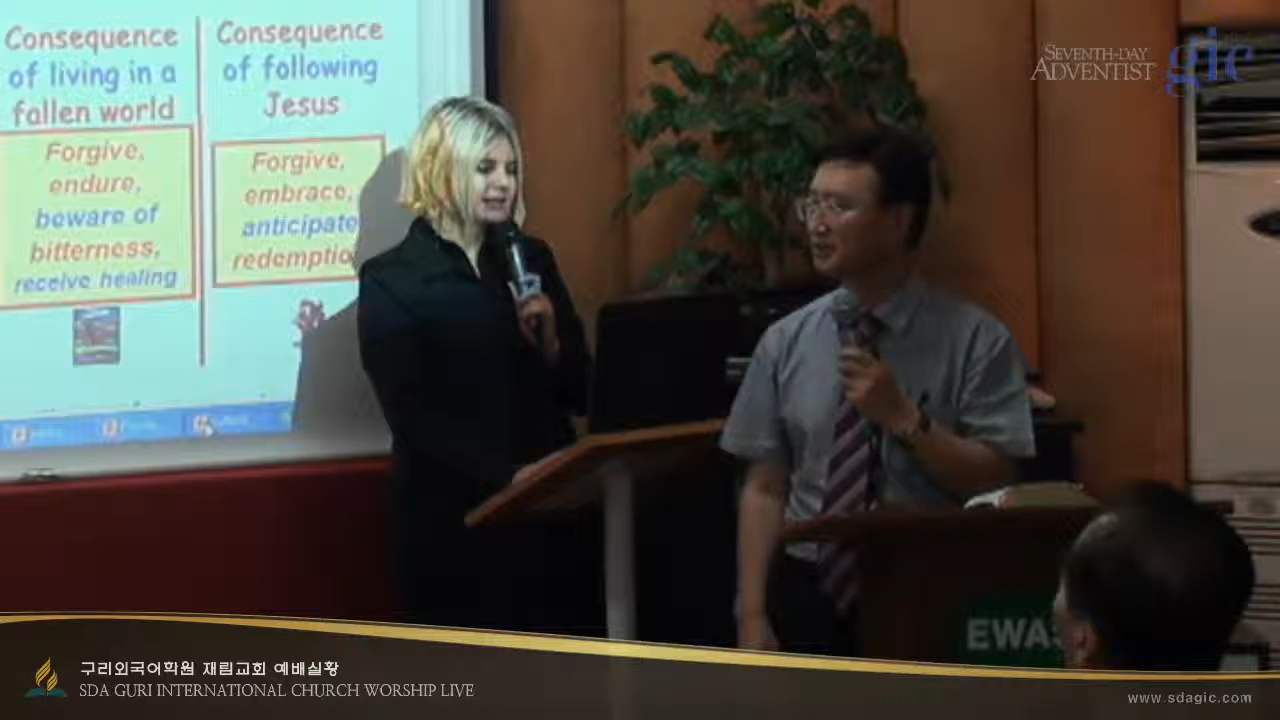 Consequence
of living in a
fallen world
Forgive,
endure,
beware of
bitterness,
receive healing
Consequence
of following
Jesus
Forgive,
embrace,
anticipate
redemptio
SEVENTH-DAY
ADVENTIST
gic
EWAS
구리외국어학원 재림교회 예배실황
SDA GURI INTERNATIONAL CHURCH WORSHIP LIVE
www.sdagic.com